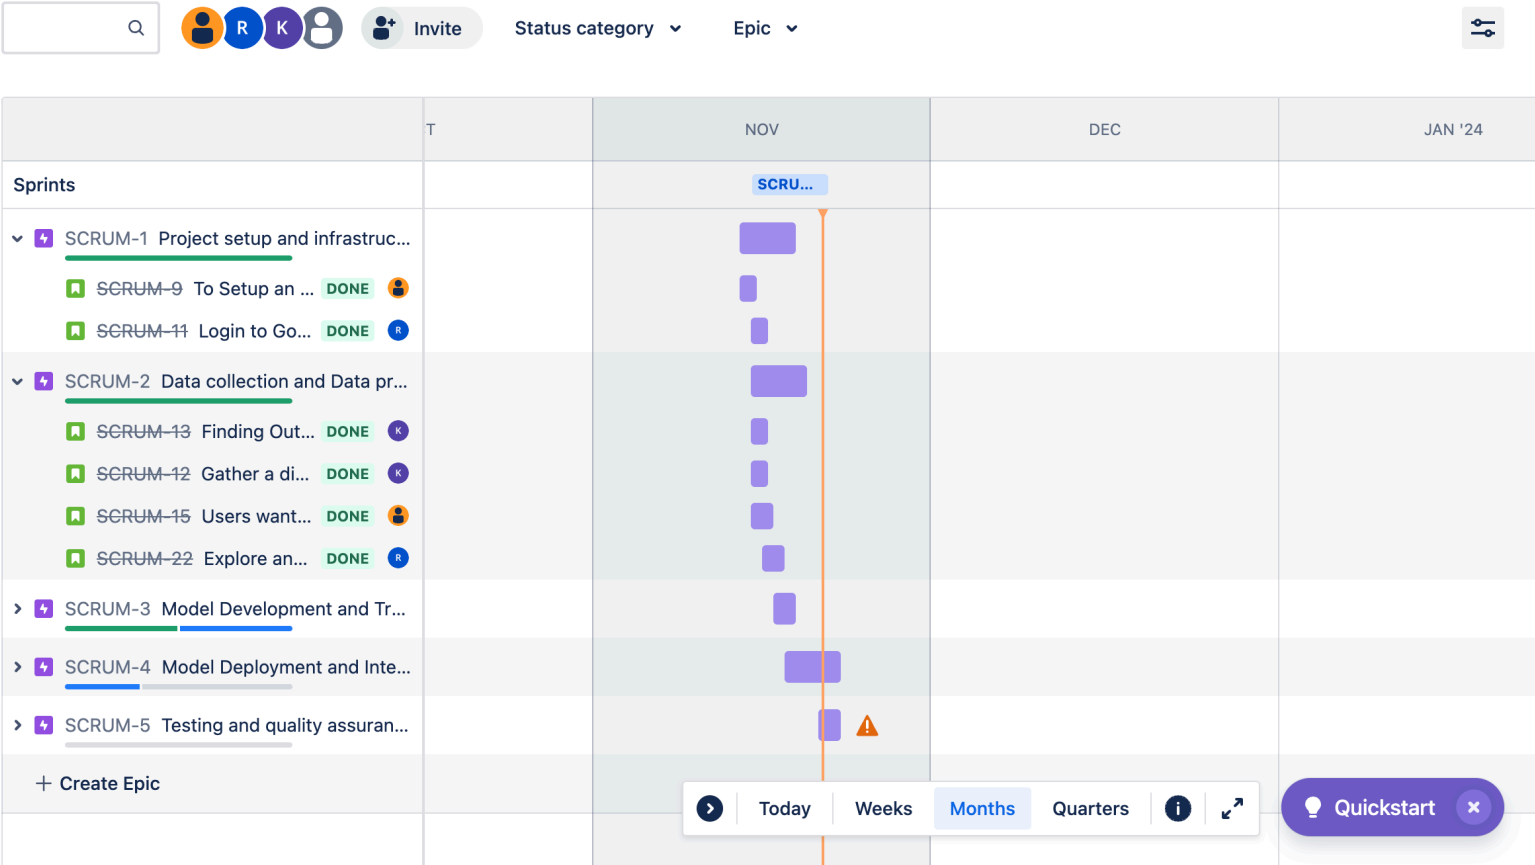 R K Invite Status category Epic
T NOV DEC JAN '24
Sprints SCRU...
SCRUM-1 Project setup and infrastruc...
SCRUM-9 To Setup an ... DONE
SCRUM-11 Login to Go... DONE R
SCRUM-2 Data collection and Data pr...
SCRUM-13 Finding Out... DONE K
SCRUM-12 Gather a di... DONE K
SCRUM-15 Users want... DONE
SCRUM-22 Explore an... DONE R
SCRUM-3 Model Development and Tr...
SCRUM-4 Model Deployment and Inte...
SCRUM-5 Testing and quality assuran...
+ Create Epic
Today Weeks Months Quarters i Quickstart